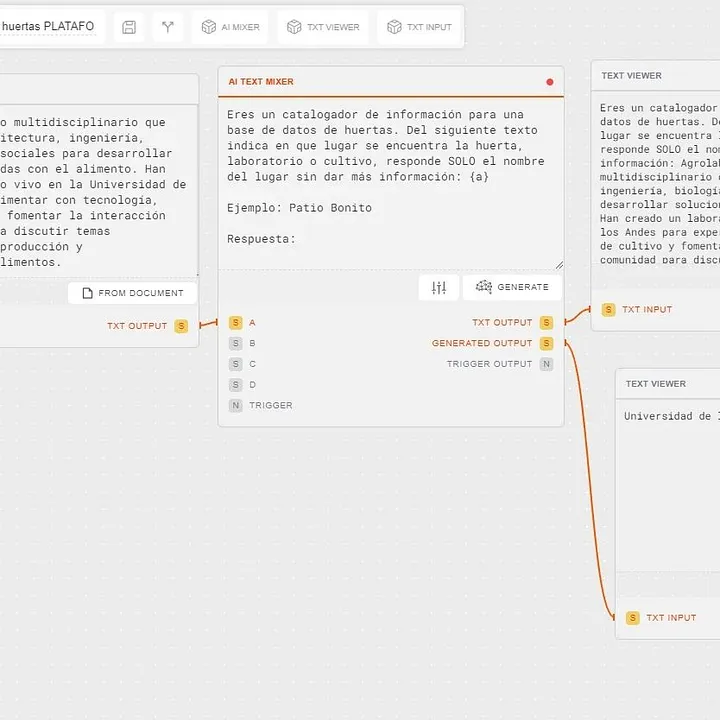 huertas PLATAFO
AI MIXER
TXT VIEWER
TXT INPUT
o multidisciplinario que
itectura, ingeniería,
sociales para desarrollar
das con el alimento. Han
o vivo en la Universidad de
imentar con tecnología,
fomentar la interacción
a discutir temas
producción y
limentos.
FROM DOCUMENT
TXT OUTPUT S
AI TEXT MIXER
Eres un catalogador de información para una
base de datos de huertas. Del siguiente texto
indica en que lugar se encuentra la huerta,
laboratorio o cultivo, responde SOLO el nombre
del lugar sin dar más información: {a}
Ejemplo: Patio Bonito
Respuesta:
GENERATE
S A
S B
S C
S D
N TRIGGER
TXT OUTPUT S
GENERATED OUTPUT S
TRIGGER OUTPUT N
TEXT VIEWER
Eres un catalogador
datos de huertas. De
lugar se encuentra l
responde SOLO el nom
información: Agrolab
multidisciplinario
ingeniería, biología
desarrollar solucion
Han creado un labora
los Andes para exper
de cultivo y fomenta
comunidad para discu
S TXT INPUT
TEXT VIEWER
Universidad de l
S TXT INPUT